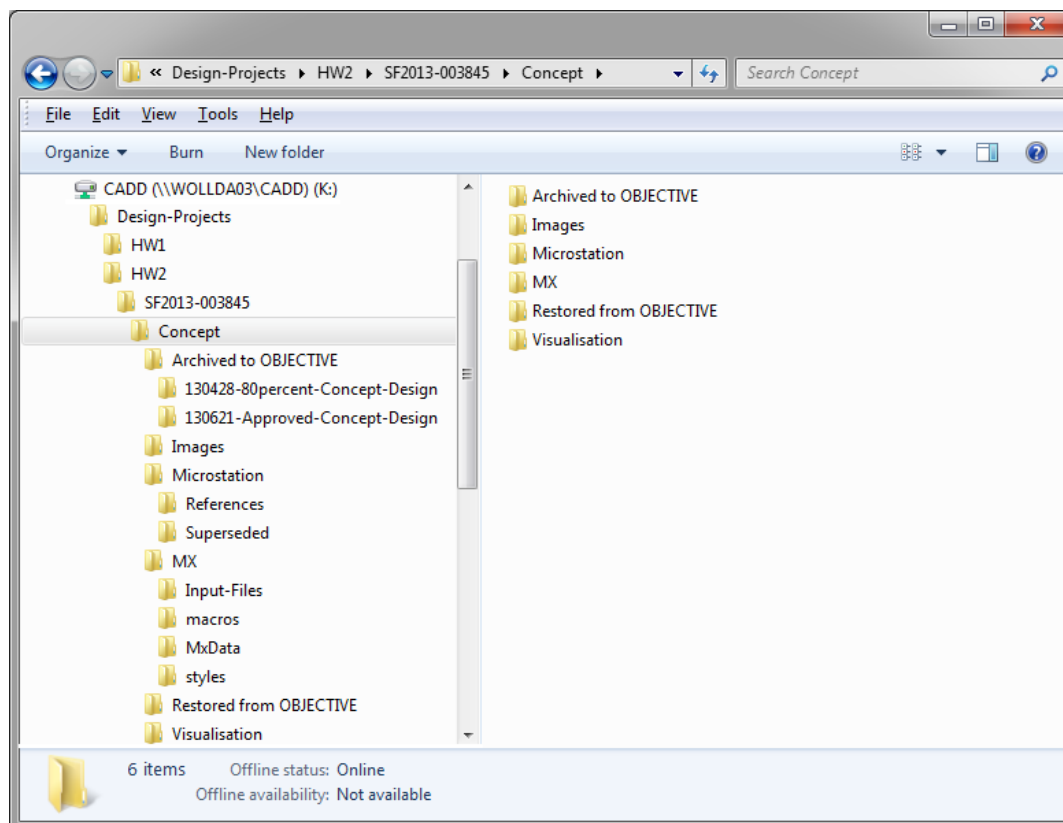 « Design-Projects ▸ HW2 ▸ SF2013-003845 ▸ Concept ▸
Search Concept
File Edit View Tools Help
Organize Burn New folder
CADD (\\WOLLDA03\CADD) (K:)
Design-Projects
HW1
HW2
SF2013-003845
Concept
Archived to OBJECTIVE
130428-80percent-Concept-Design
130621-Approved-Concept-Design
Images
Microstation
References
Superseded
MX
Input-Files
macros
MxData
styles
Restored from OBJECTIVE
Visualisation
Archived to OBJECTIVE
Images
Microstation
MX
Restored from OBJECTIVE
Visualisation
6 items Offline status: Online
Offline availability: Not available